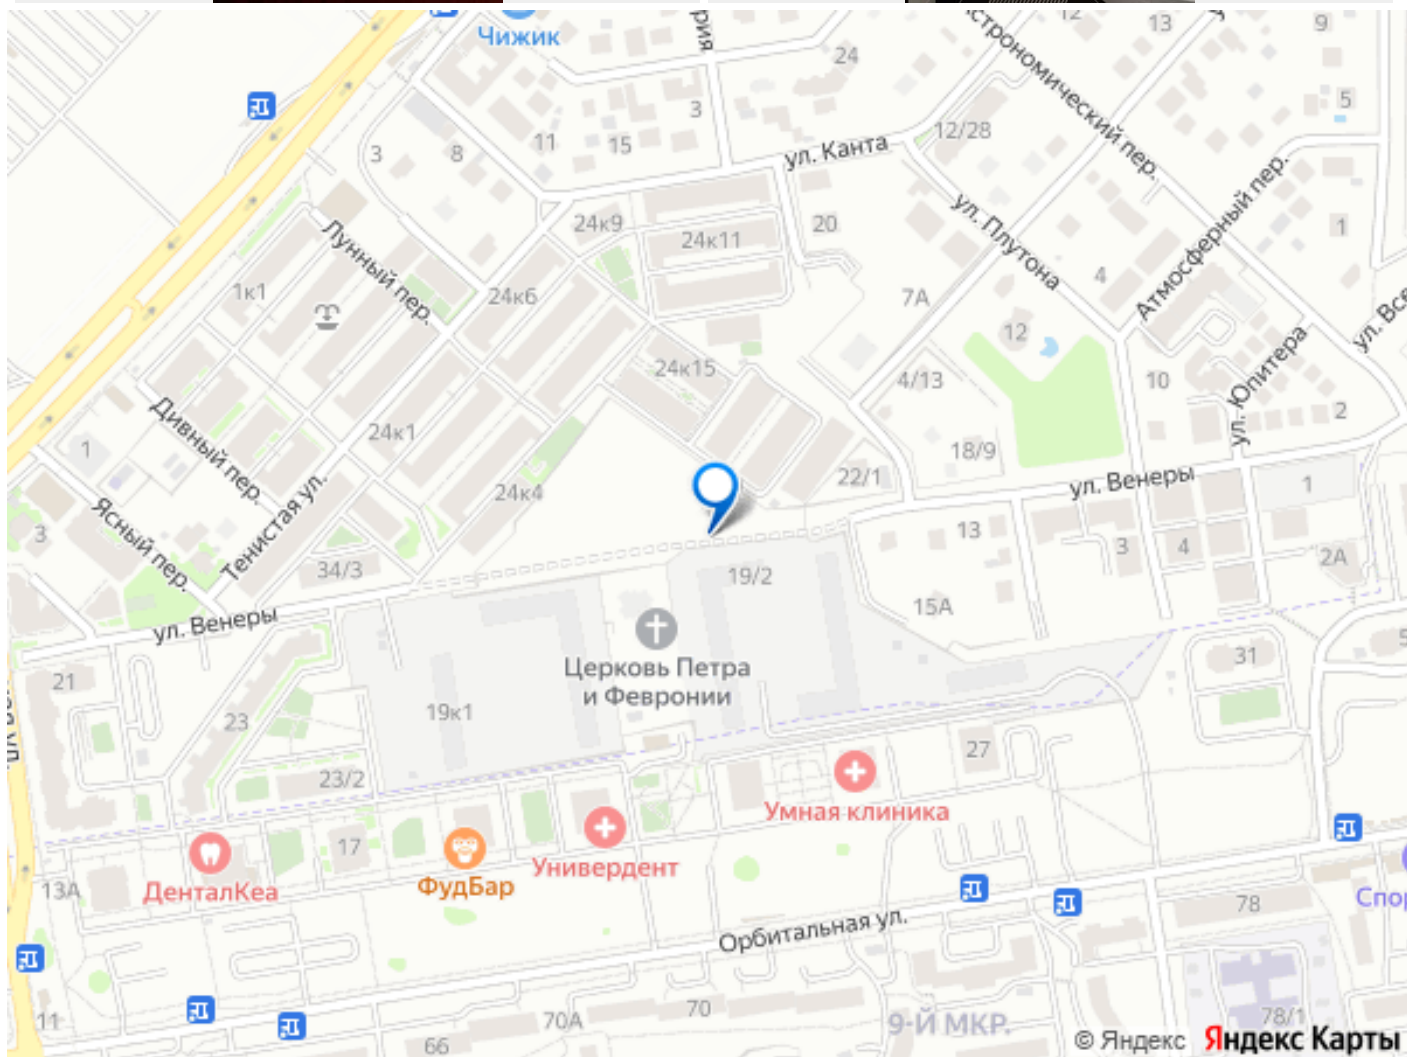 Чижик
24
12
13
9
ул. Канта
12/28
Астрономический пер.
5
3
3
8
11
15
24к9
24к11
20
ул. Плутона
Атмосферный пер.
1
Лунный пер.
1к1
24к6
7А
4
12
24к15
4/13
10
ул. Юпитера
2
Дивный пер.
24к1
1
18/9
24к4
22/1
ул. Венеры
1
Ясный пер.
3
Тенистая ул.
13
3
4
2А
34/3
19/2
15А
ул. Венеры
Церковь Петра
и Февронии
31
21
23
19к1
27
23/2
Умная клиника
17
Универдент
ФудБар
ДенталКеа
13А
78
Орбитальная ул.
11
70А
70
66
9-Й МКР.
78/1
© Яндекс Яндекс Карты